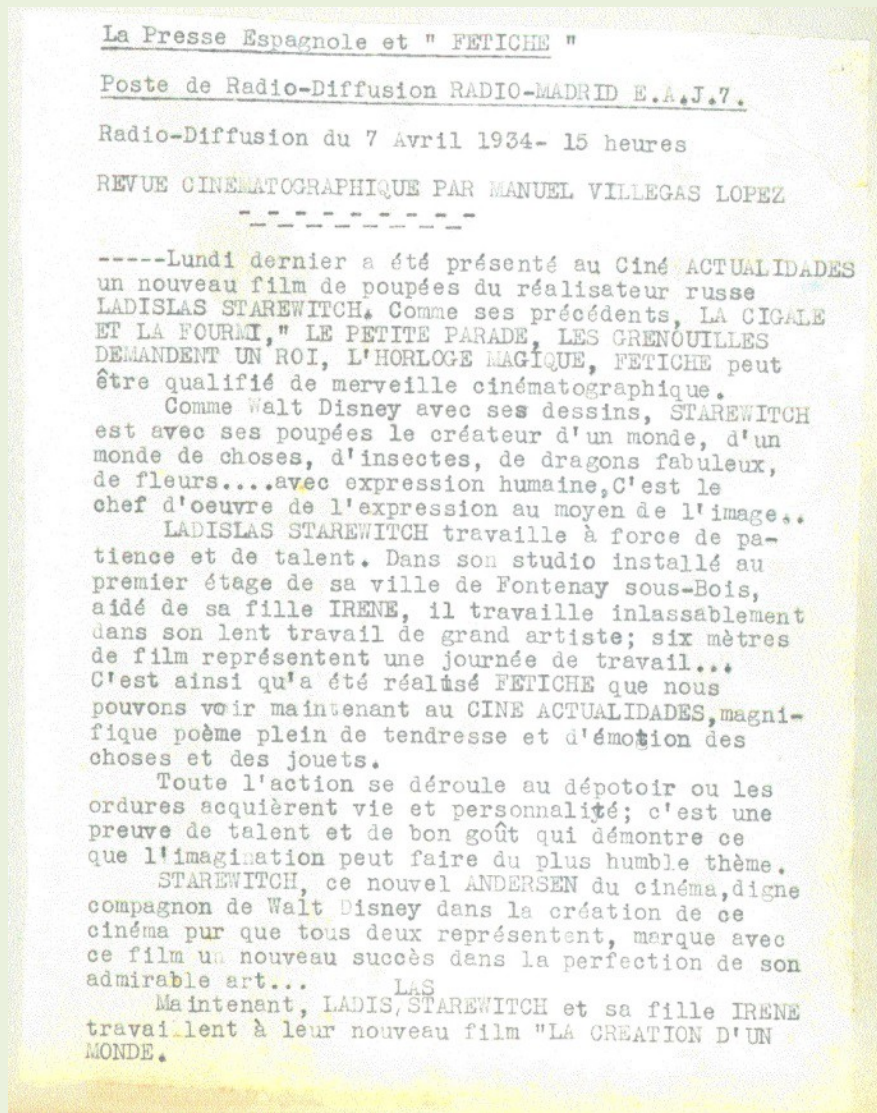 La Presse Espagnole et " FETICHE "
Poste de Radio-Diffusion RADIO-MADRID E.A.J.7.
Radio-Diffusion du 7 Avril 1934- 15 heures
REVUE CINEMATOGRAPHIQUE PAR MANUEL VILLEGAS LOPEZ
-----Lundi dernier a été présenté au Ciné ACTUALIDADES
un nouveau film de poupées du réalisateur russe
LADISLAS STAREWITCH. Comme ses précédents, LA CIGALE
ET LA FOURMI," LE PETITE PARADE, LES GRENOUILLES
DEMANDENT UN ROI, L'HORLOGE MAGIQUE, FETICHE peut
être qualifié de merveille cinématographique.
Comme Walt Disney avec ses dessins, STAREWITCH
est avec ses poupées le créateur d'un monde, d'un
monde de choses, d'insectes, de dragons fabuleux,
de fleurs....avec expression humaine,C'est le
chef d'oeuvre de l'expression au moyen de l'image..
LADISLAS STAREWITCH travaille à force de pa-
tience et de talent. Dans son studio installé au
premier étage de sa ville de Fontenay sous-Bois,
aidé de sa fille IRENE, il travaille inlassablement
dans son lent travail de grand artiste; six mètres
de film représentent une journée de travail...
C'est ainsi qu'a été réalisé FETICHE que nous
pouvons voir maintenant au CINE ACTUALIDADES,magni-
fique poème plein de tendresse et d'émotion des
choses et des jouets.
Toute l'action se déroule au dépotoir ou les
ordures acquièrent vie et personnalité; c'est une
preuve de talent et de bon goût qui démontre ce
que l'imagination peut faire du plus humble thème.
STAREWITCH, ce nouvel ANDERSEN du cinéma,digne
compagnon de Walt Disney dans la création de ce
cinéma pur que tous deux représentent, marque avec
ce film un nouveau succès dans la perfection de son
admirable art...
LAS
Maintenant, LADIS/STAREWITCH et sa fille IRENE
travaillent à leur nouveau film "LA CREATION D'UN
MONDE.